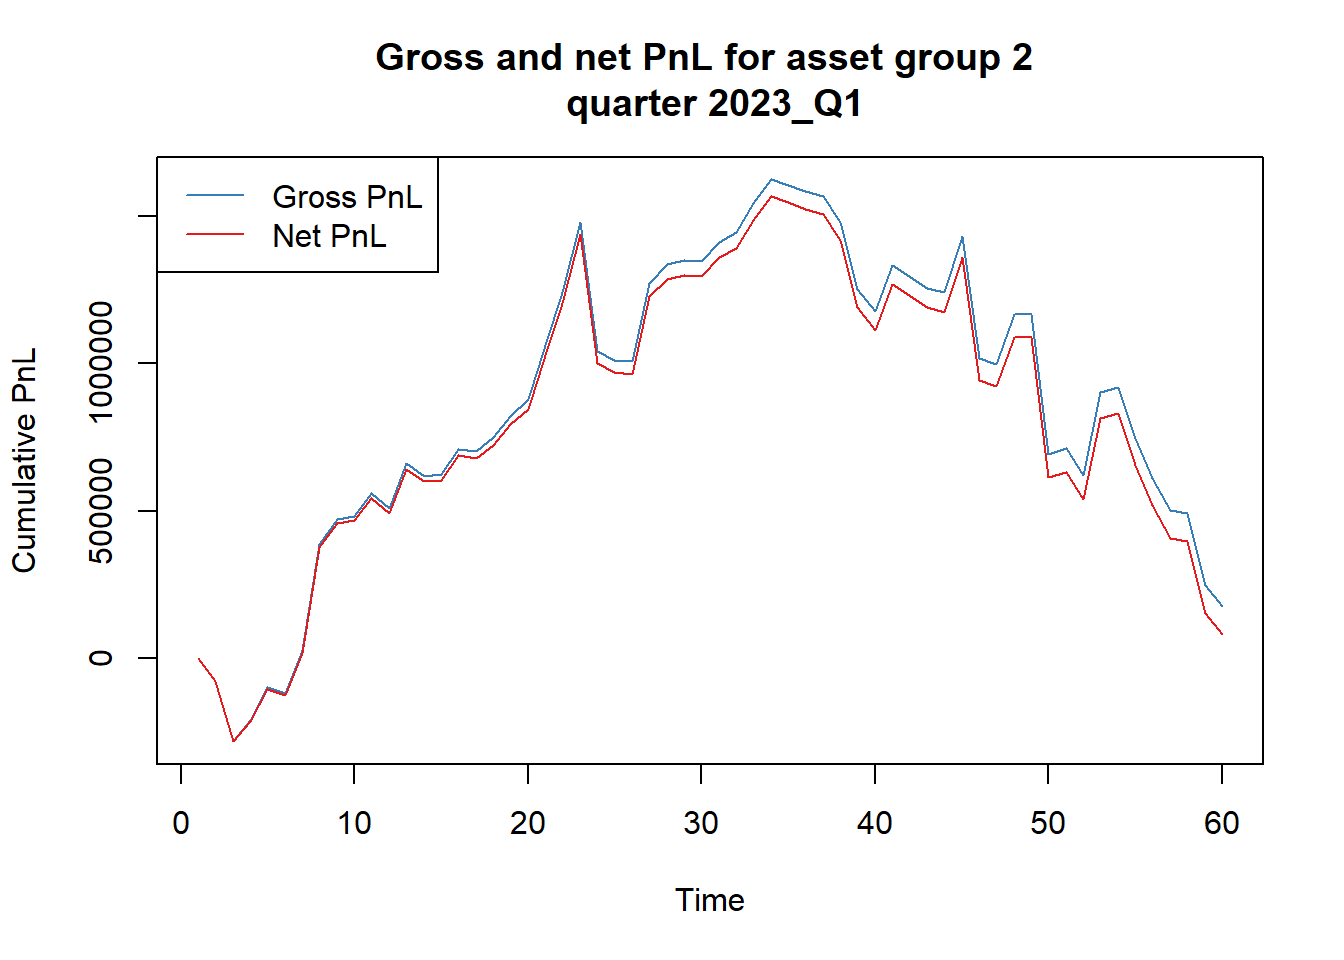 Gross and net PnL for asset group 2
quarter 2023_Q1
Gross PnL
Net PnL
Cumulative PnL
1000000
500000
0
0 10 20 30 40 50 60
Time